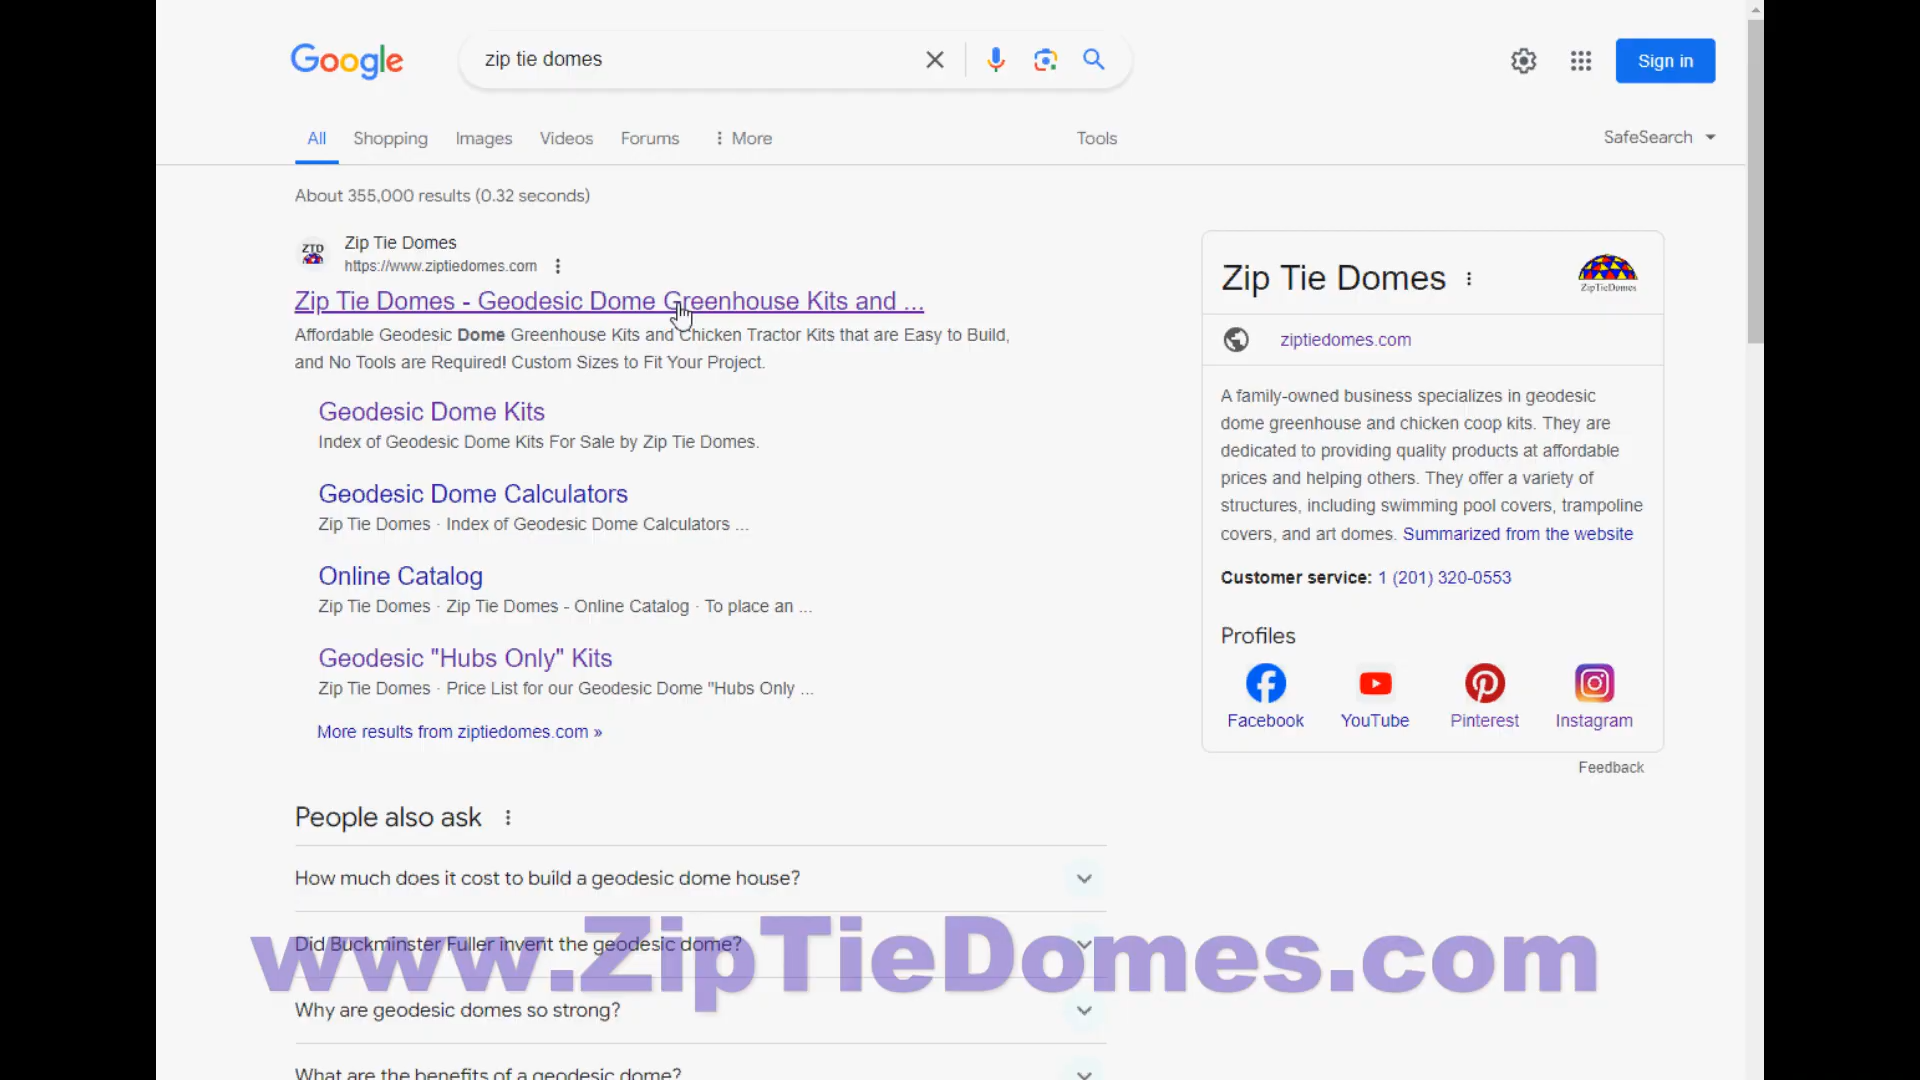 Google
zip tie domes
Sign in
All Shopping Images Videos Forums More Tools SafeSearch
About 355,000 results (0.32 seconds)
ZTD
Zip Tie Domes
https://www.ziptiedomes.com
Zip Tie Domes - Geodesic Dome Greenhouse Kits and ...
Affordable Geodesic Dome Greenhouse Kits and Chicken Tractor Kits that are Easy to Build,
and No Tools are Required! Custom Sizes to Fit Your Project.
Geodesic Dome Kits
Index of Geodesic Dome Kits For Sale by Zip Tie Domes.
Geodesic Dome Calculators
Zip Tie Domes · Index of Geodesic Dome Calculators ...
Online Catalog
Zip Tie Domes · Zip Tie Domes - Online Catalog · To place an ...
Geodesic "Hubs Only" Kits
Zip Tie Domes · Price List for our Geodesic Dome "Hubs Only ...
More results from ziptiedomes.com »
Zip Tie Domes
ZipTieDomes
ziptiedomes.com
A family-owned business specializes in geodesic
dome greenhouse and chicken coop kits. They are
dedicated to providing quality products at affordable
prices and helping others. They offer a variety of
structures, including swimming pool covers, trampoline
covers, and art domes. Summarized from the website
Customer service: 1 (201) 320-0553
Profiles
Facebook YouTube Pinterest Instagram
Feedback
People also ask
How much does it cost to build a geodesic dome house?
Did Buckminster Fuller invent the geodesic dome?
www.ZipTieDomes.com
Why are geodesic domes so strong?
What are the benefits of a geodesic dome?